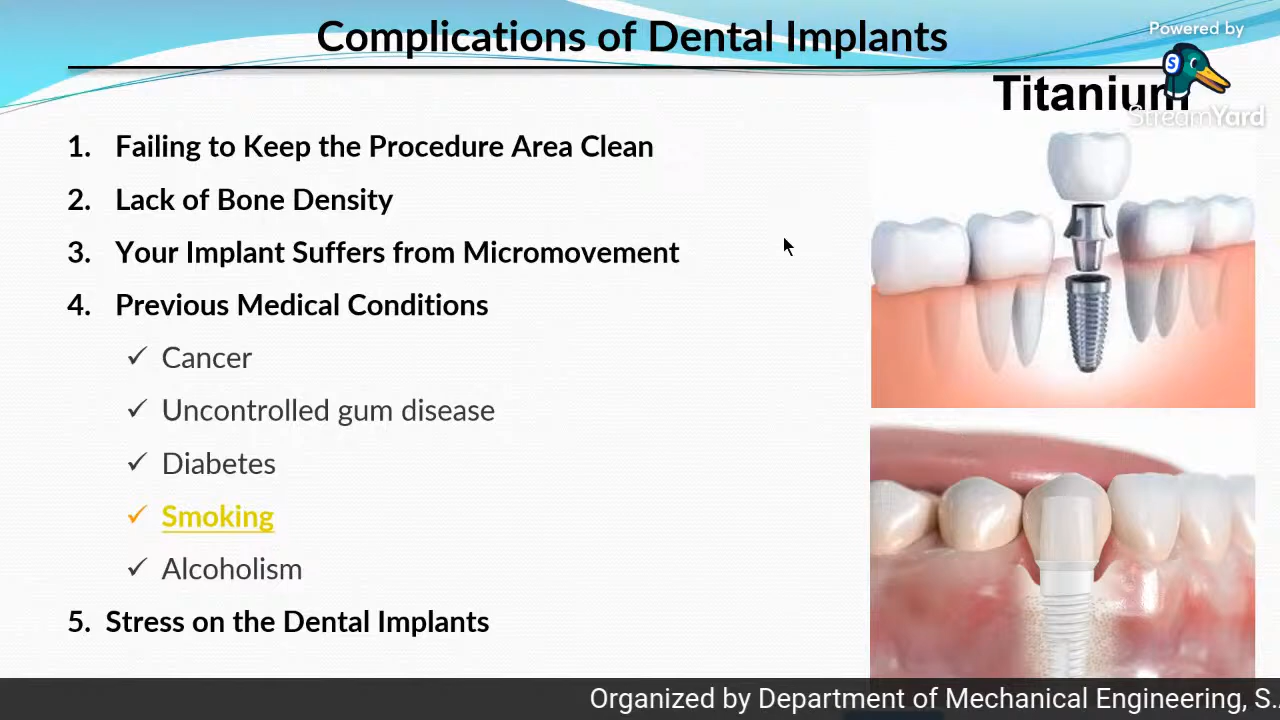 Complications of Dental Implants
Powered by
Titanium
StreamYard
1. Failing to Keep the Procedure Area Clean
2. Lack of Bone Density
3. Your Implant Suffers from Micromovement
4. Previous Medical Conditions
✓ Cancer
✓ Uncontrolled gum disease
✓ Diabetes
✓ Smoking
✓ Alcoholism
5. Stress on the Dental Implants
Organized by Department of Mechanical Engineering, S..